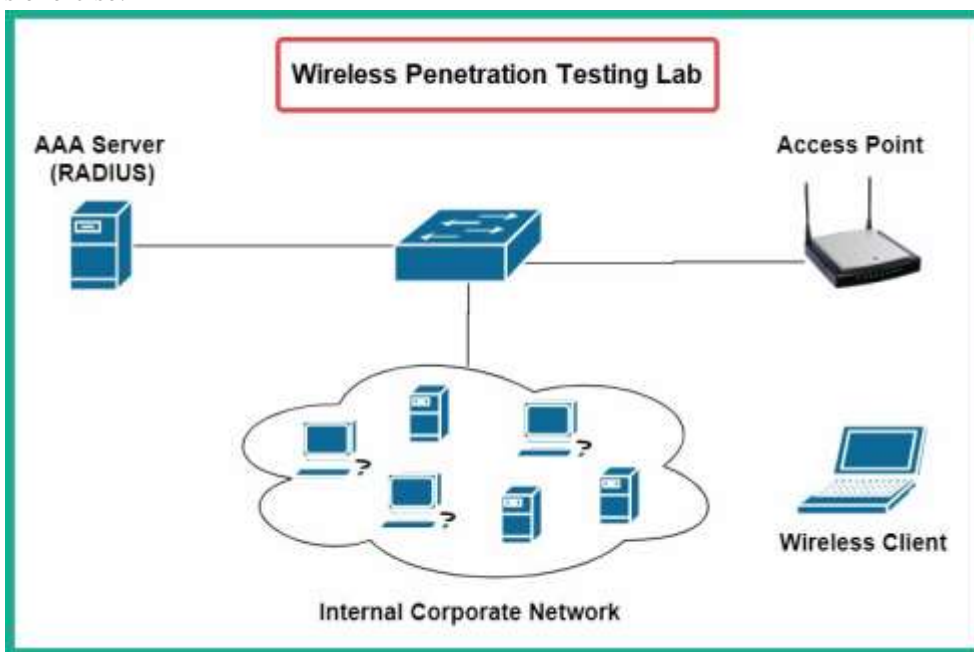 Wireless Penetration Testing Lab
AAA Server
(RADIUS)
Access Point
?
?
?
Wireless Client
Internal Corporate Network